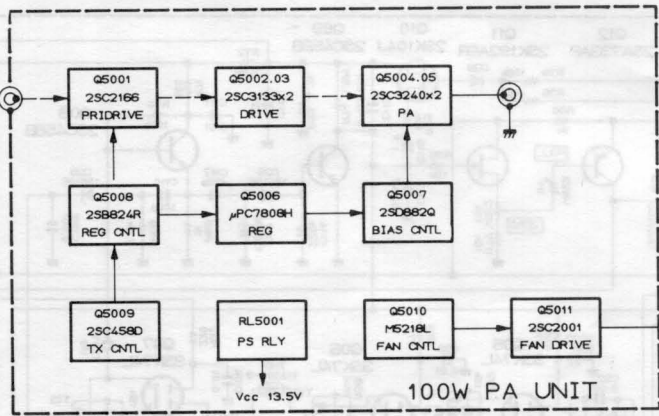 Q5001
2SC2166
PRIDRIVE
Q5002.03
2SC3133x2
DRIVE
Q5004.05
2SC3240x2
PA
Q5008
2SB824R
REG CNTL
Q5006
µPC7808H
REG
Q5007
2SD882Q
BIAS CNTL
Q5009
2SC458D
TX CNTL
RL5001
PS RLY
Q5010
M5218L
FAN CNTL
Q5011
2SC2001
FAN DRIVE
Vcc 13.5V
100W PA UNIT